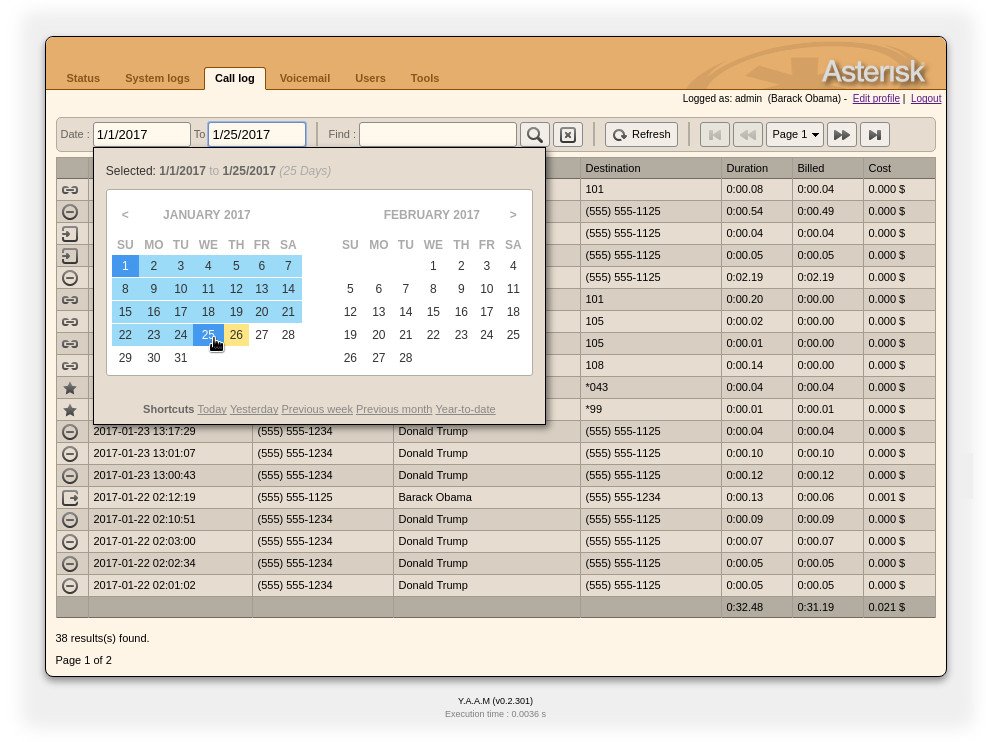 Status System logs Call log Voicemail Users Tools Asterisk
Logged as: admin (Barack Obama) - Edit profile | Logout
Date : 1/1/2017 To 1/25/2017 Find : Refresh Page 1
Selected: 1/1/2017 to 1/25/2017 (25 Days)
< JANUARY 2017 FEBRUARY 2017 >
SU MO TU WE TH FR SA SU MO TU WE TH FR SA
1 2 3 4 5 6 7 1 2 3 4
8 9 10 11 12 13 14 5 6 7 8 9 10 11
15 16 17 18 19 20 21 12 13 14 15 16 17 18
22 23 24 25 26 27 28 19 20 21 22 23 24 25
29 30 31 26 27 28
Shortcuts Today Yesterday Previous week Previous month Year-to-date
Destination Duration Billed Cost
101 0:00.08 0:00.04 0.000 $
(555) 555-1125 0:00.54 0:00.49 0.000 $
(555) 555-1125 0:00.04 0:00.04 0.000 $
(555) 555-1125 0:00.05 0:00.05 0.000 $
(555) 555-1125 0:02.19 0:02.19 0.000 $
101 0:00.20 0:00.00 0.000 $
105 0:00.02 0:00.00 0.000 $
105 0:00.01 0:00.00 0.000 $
108 0:00.14 0:00.00 0.000 $
*043 0:00.04 0:00.04 0.000 $
*99 0:00.01 0:00.01 0.000 $
2017-01-23 13:17:29 (555) 555-1234 Donald Trump (555) 555-1125 0:00.04 0:00.04 0.000 $
2017-01-23 13:01:07 (555) 555-1234 Donald Trump (555) 555-1125 0:00.10 0:00.10 0.000 $
2017-01-23 13:00:43 (555) 555-1234 Donald Trump (555) 555-1125 0:00.12 0:00.12 0.000 $
2017-01-22 02:12:19 (555) 555-1125 Barack Obama (555) 555-1234 0:00.13 0:00.06 0.001 $
2017-01-22 02:10:51 (555) 555-1234 Donald Trump (555) 555-1125 0:00.09 0:00.09 0.000 $
2017-01-22 02:03:00 (555) 555-1234 Donald Trump (555) 555-1125 0:00.07 0:00.07 0.000 $
2017-01-22 02:02:34 (555) 555-1234 Donald Trump (555) 555-1125 0:00.05 0:00.05 0.000 $
2017-01-22 02:01:02 (555) 555-1234 Donald Trump (555) 555-1125 0:00.05 0:00.05 0.000 $
0:32.48 0:31.19 0.021 $
38 results(s) found.
Page 1 of 2
Y.A.A.M (v0.2.301)
Execution time : 0.0036 s